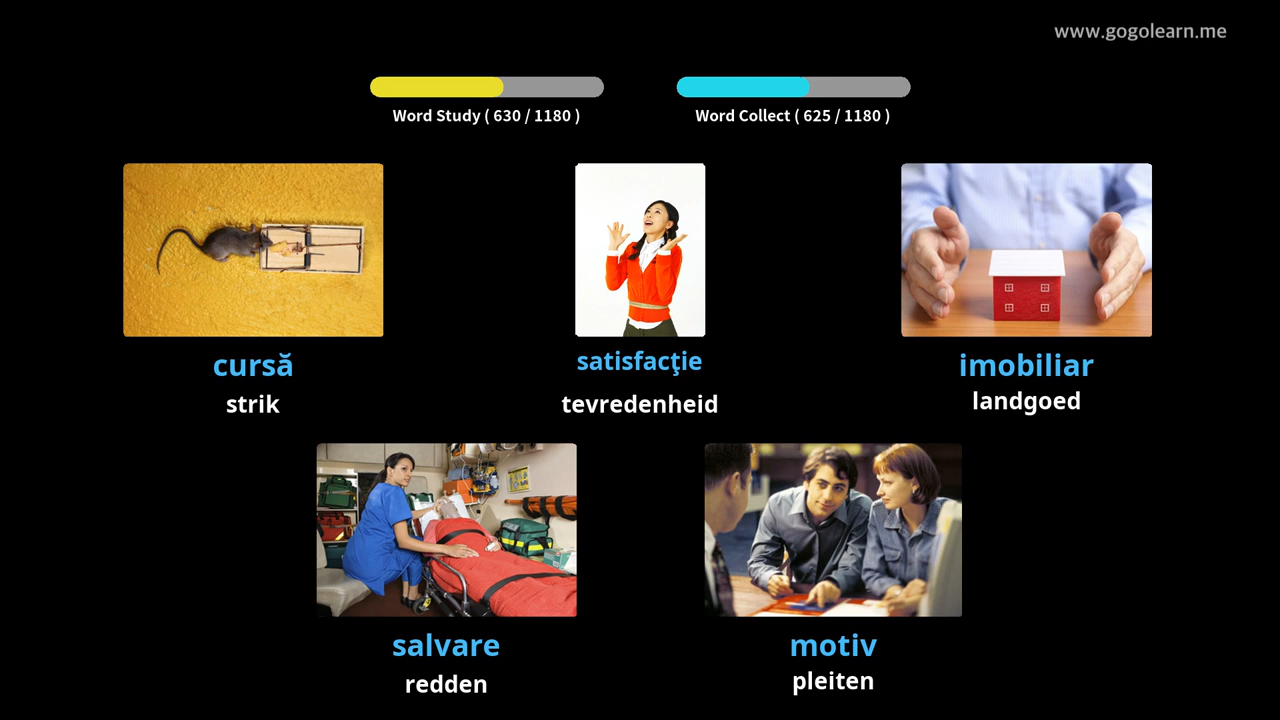 www.gogolearn.me
Word Study ( 630 / 1180 )
Word Collect ( 625 / 1180 )
cursă
strik
satisfacţie
tevredenheid
imobiliar
landgoed
salvare
redden
motiv
pleiten